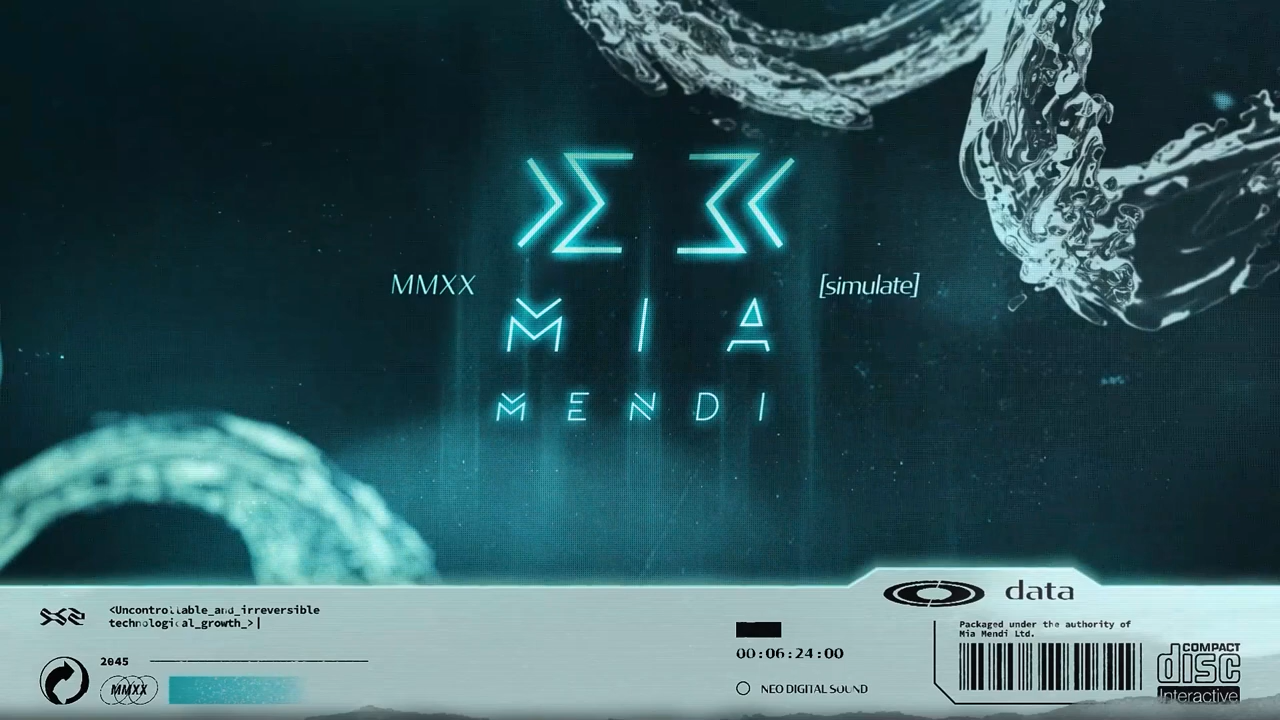 MMXX
[simulate]
MIA
MENDI
data
<Uncontrollable_and_irreversible
technological_growth_>|
Packaged under the authority of
Mia Mendi Ltd.
00:06:24:00
2045
MMXX
NEO DIGITAL SOUND
COMPACT
disc
Interactive